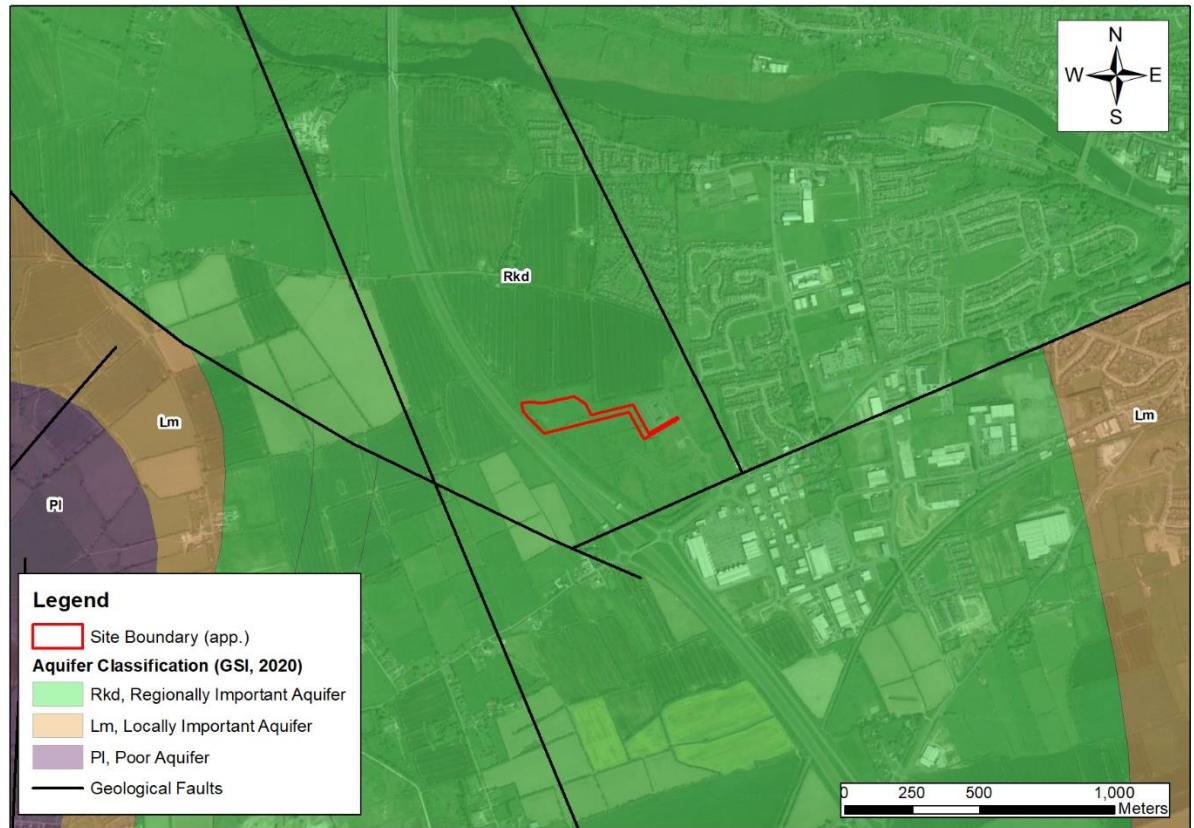 N
W E
S
Rkd
Lm
Lm
Pl
Legend
Site Boundary (app.)
Aquifer Classification (GSI, 2020)
Rkd, Regionally Important Aquifer
Lm, Locally Important Aquifer
Pl, Poor Aquifer
Geological Faults
0 250 500 1,000
Meters